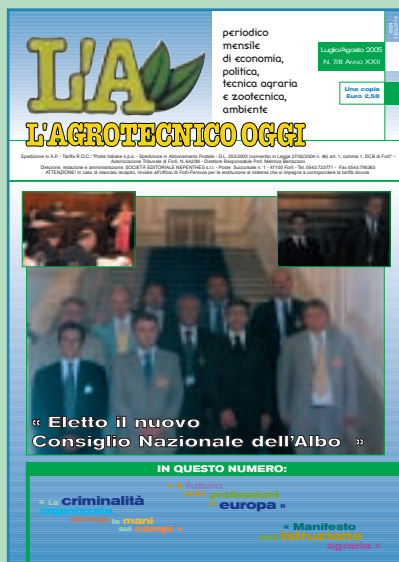 L'A
periodico
mensile
di economia,
politica,
tecnica agraria
e zootecnica,
ambiente
Luglio/Agosto 2005
N. 7/8 ANNO XXII
Una copia
Euro 2,58
L'AGROTECNICO OGGI
Spedizione in A.P. - Tariffa R.O.C. "Poste Italiane s.p.a. - Spedizione in Abbonamento Postale - D.L. 353/2003 (convertito in Legge 27/02/2004 n. 46) art. 1, comma 1, DCB di Forlì" -
Autorizzazione Tribunale di Forlì, N. 642/84 - Direttore Responsabile Prof. Mentore Bertazzoni
Direzione, redazione e amministrazione: SOCIETÀ EDITORIALE NEPENTHES s.r.l. - Poste Succursale n. 1 - 47100 Forlì - Tel. 0543.723771 - Fax 0543.795263
ATTENZIONE! In caso di mancato recapito, rinviare all'Ufficio di Forlì-Ferrovia per la restituzione al mittente che si impegna a corrispondere la tariffa dovuta.
« Eletto il nuovo
Consiglio Nazionale dell'Albo »
IN QUESTO NUMERO:
« Il futuro
delle professioni
in europa »
« La criminalità
organizzata
allunga le mani
sui campi »
« Manifesto
dell'istruzione
agraria »